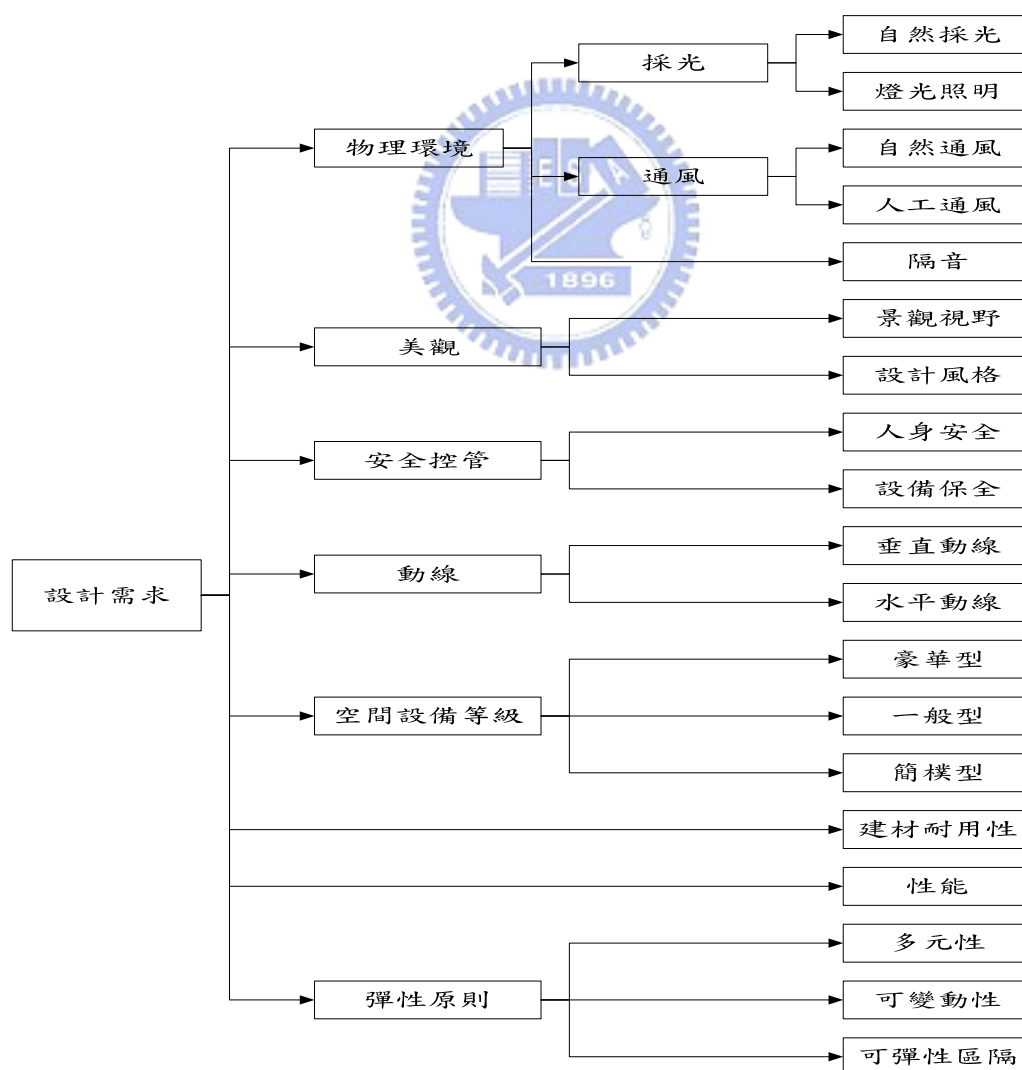 設計需求
物理環境
採光
自然採光
燈光照明
通風
自然通風
人工通風
隔音
美觀
景觀視野
設計風格
安全控管
人身安全
設備保全
動線
垂直動線
水平動線
空間設備等級
豪華型
一般型
簡樸型
建材耐用性
性能
彈性原則
多元性
可變動性
可彈性區隔
ESA
1896